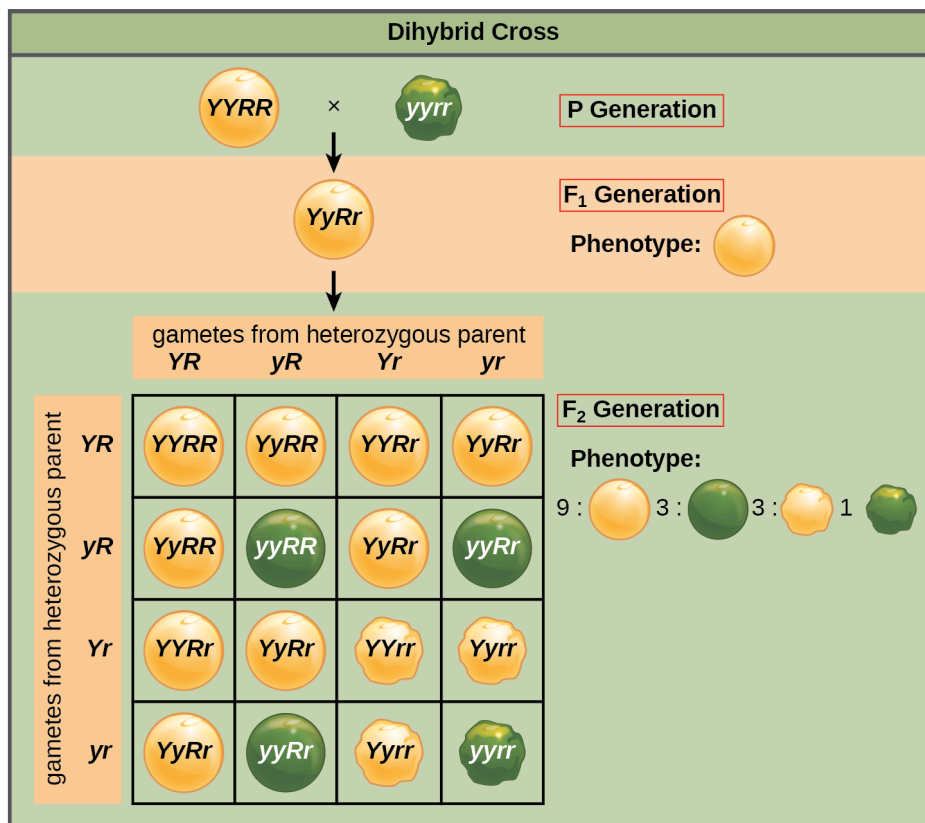 Dihybrid Cross
YYRR × yyrr
P Generation
YyRr
F₁ Generation
Phenotype:
gametes from heterozygous parent
YR yR Yr yr
gametes from heterozygous parent
YR YYRR YyRR YYRr YyRr
yR YyRR yyRR YyRr yyRr
Yr YYRr YyRr YYrr Yyrr
yr YyRr yyRr Yyrr yyrr
F₂ Generation
Phenotype:
9 : 3 : 3 : 1